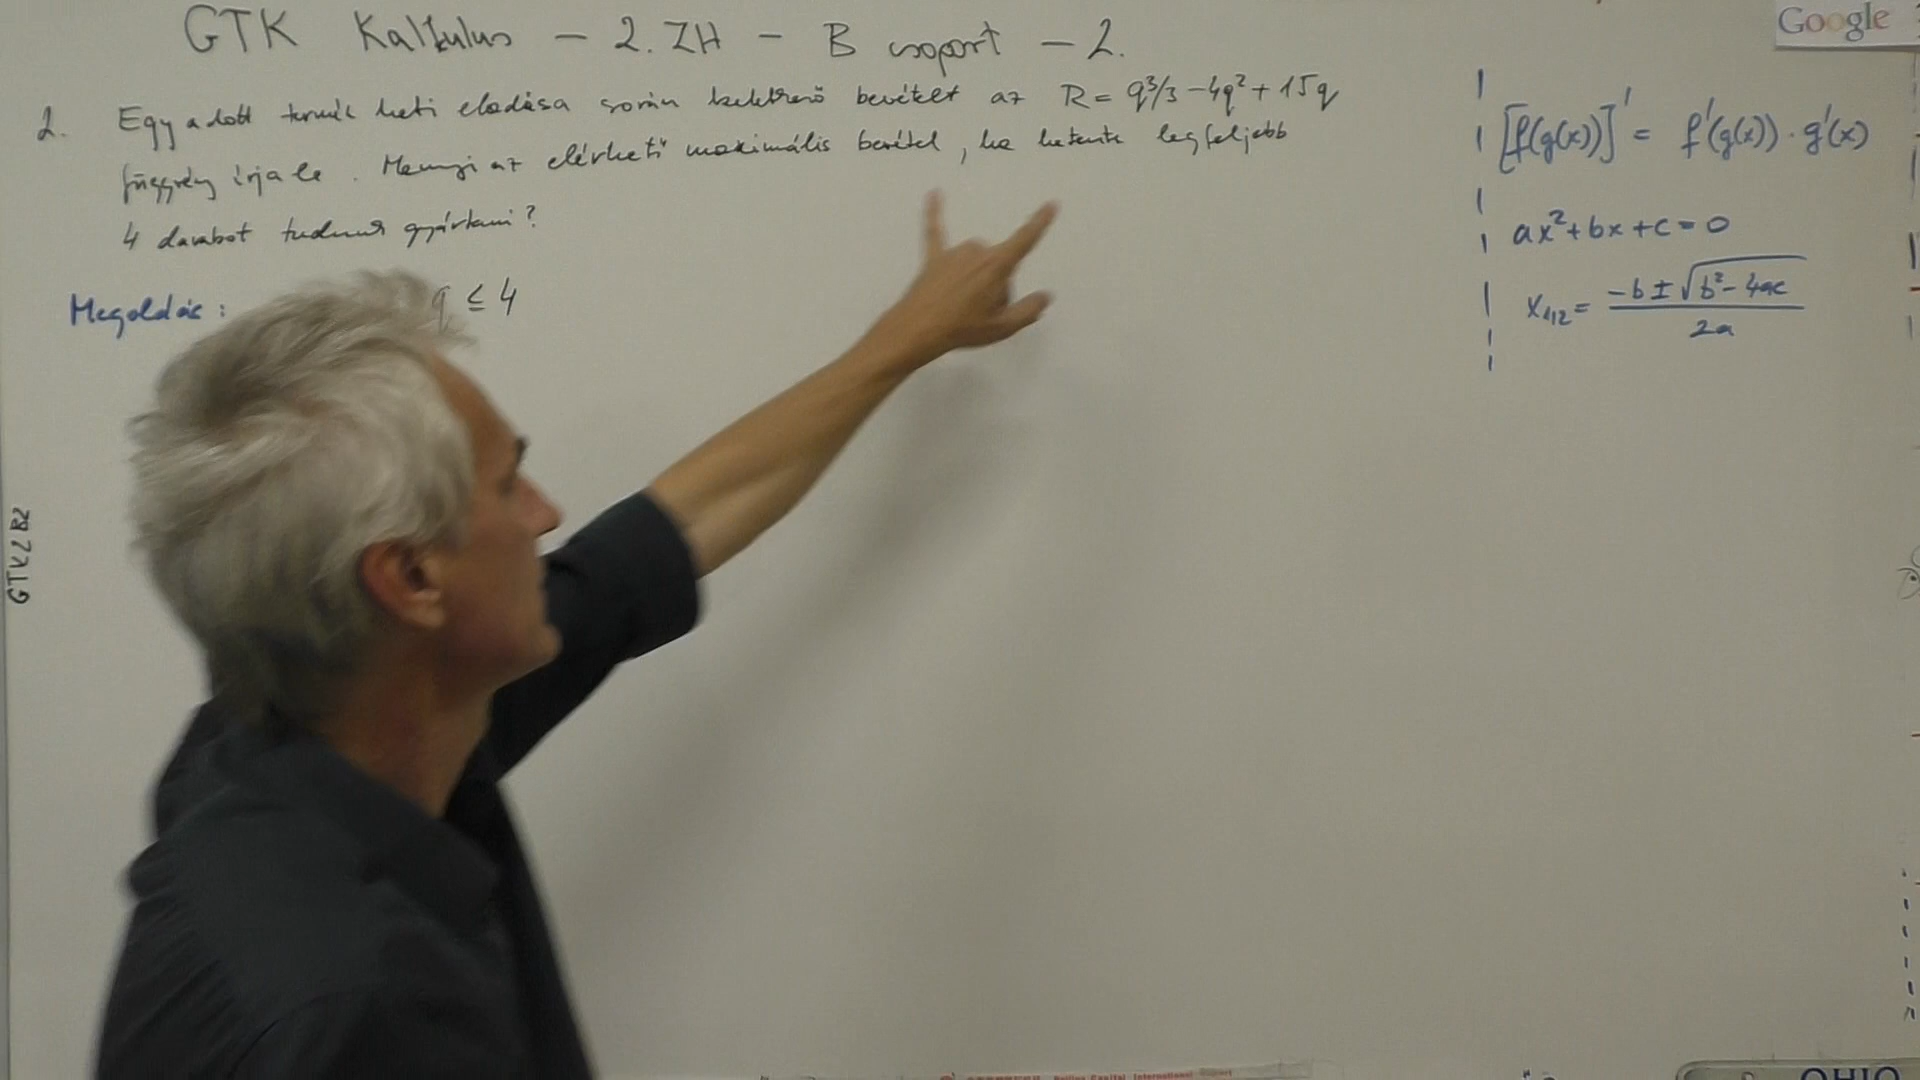 GTK Kalkulus – 2. ZH – B csoport – 2.
2. Egy adott termék heti eladása során keletkező bevételt az R = q³/3 – 4q² + 15q
függvény írja le. Mennyi az elérhető maximális bevétel, ha hetente legfeljebb
4 darabot tudunk gyártani?
Megoldás: q ≤ 4
[f(g(x))]' = f'(g(x)) · g'(x)
ax² + bx + c = 0
x₁,₂ = (-b ± √(b² - 4ac)) / 2a
Google
OHIO